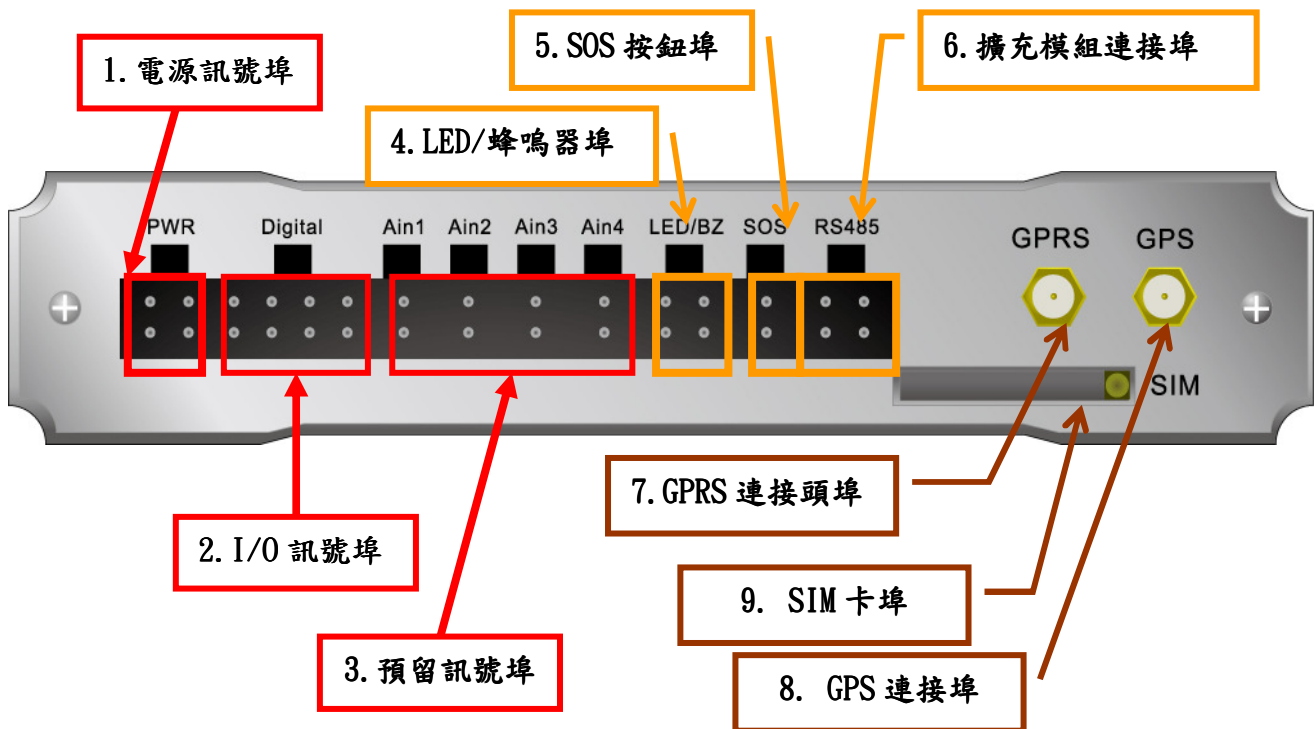 5.SOS 按鈕埠
6.擴充模組連接埠
1.電源訊號埠
4.LED/蜂嗚器埠
PWR
Digital
Ain1
Ain2
Ain3
Ain4
LED/BZ
SOS
RS485
GPRS
GPS
SIM
7.GPRS 連接頭埠
2.I/O 訊號埠
9. SIM 卡埠
3.預留訊號埠
8. GPS 連接埠